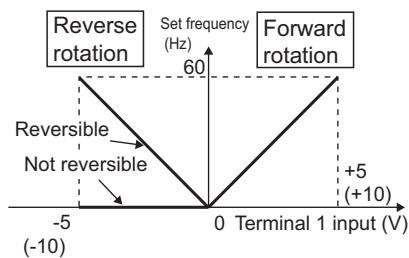 Reverse
rotation
Set frequency
(Hz)
Forward
rotation
60
Reversible
Not reversible
+5
(+10)
-5
(-10)
0
Terminal 1 input (V)